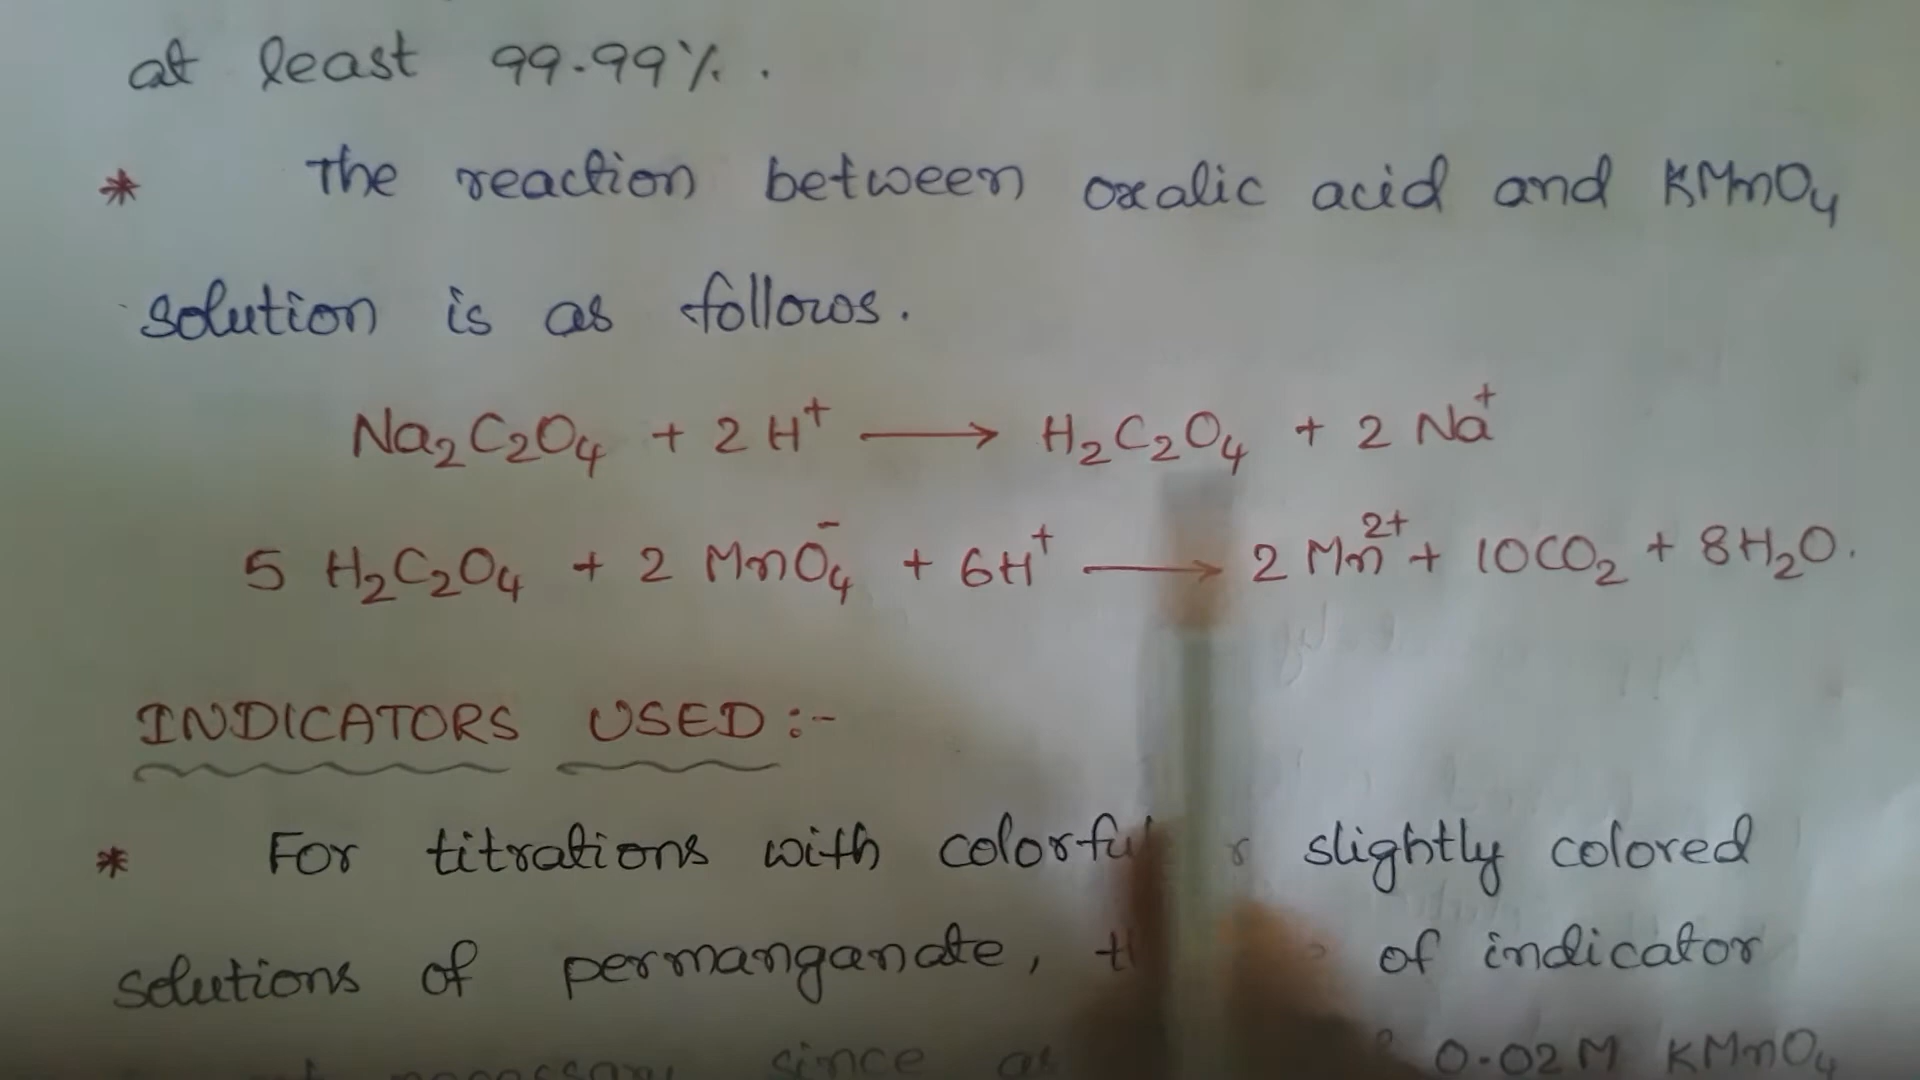 at least 99.99%.
* The reaction between oxalic acid and KMnO₄
solution is as follows.
Na₂C₂O₄ + 2H⁺ ⟶ H₂C₂O₄ + 2Na⁺
5 H₂C₂O₄ + 2 MnO₄⁻ + 6H⁺ ⟶ 2 Mn²⁺ + 10CO₂ + 8H₂O.
INDICATORS USED :-
* For titrations with slightly colored
solutions of permanganate, of indicator
necessary since as 0.02M KMnO₄